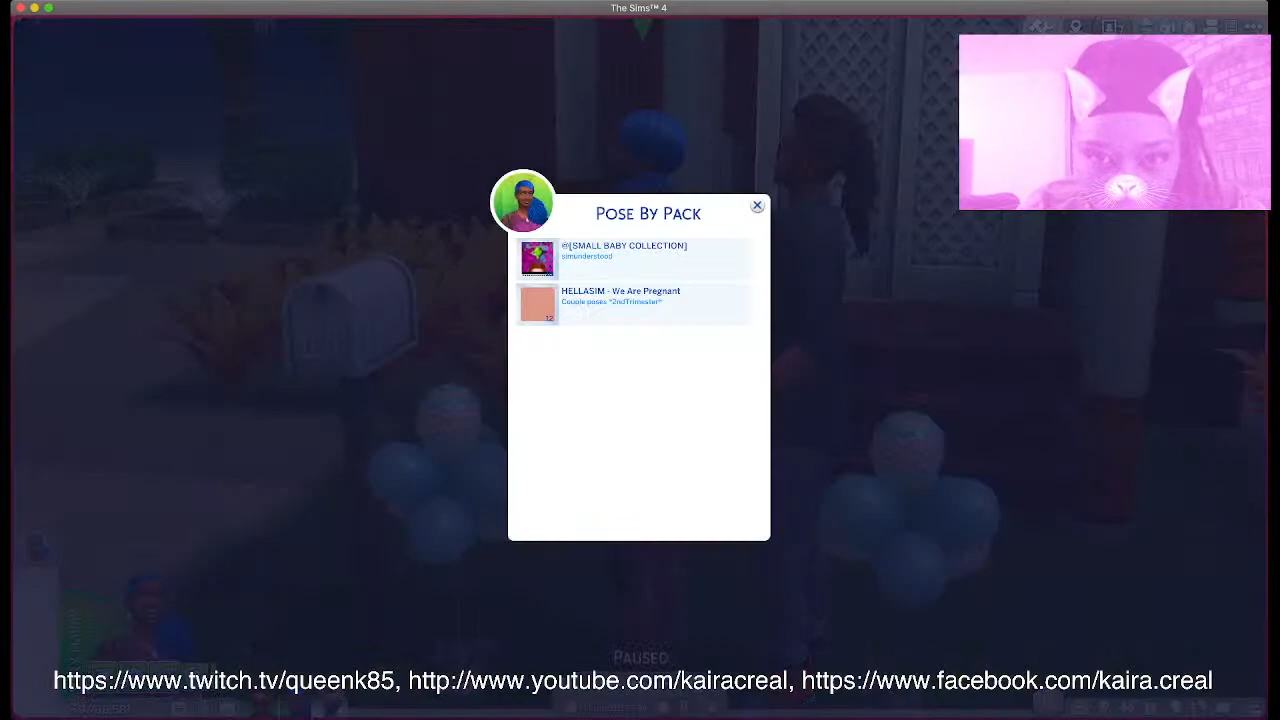 The Sims™ 4
Pose By Pack
@[SMALL BABY COLLECTION]
simunderstood
HELLASIM - We Are Pregnant
Couple poses *2ndTrimester*
12
PAUSED
https://www.twitch.tv/queenk85, http://www.youtube.com/kairacreal, https://www.facebook.com/kaira.creal